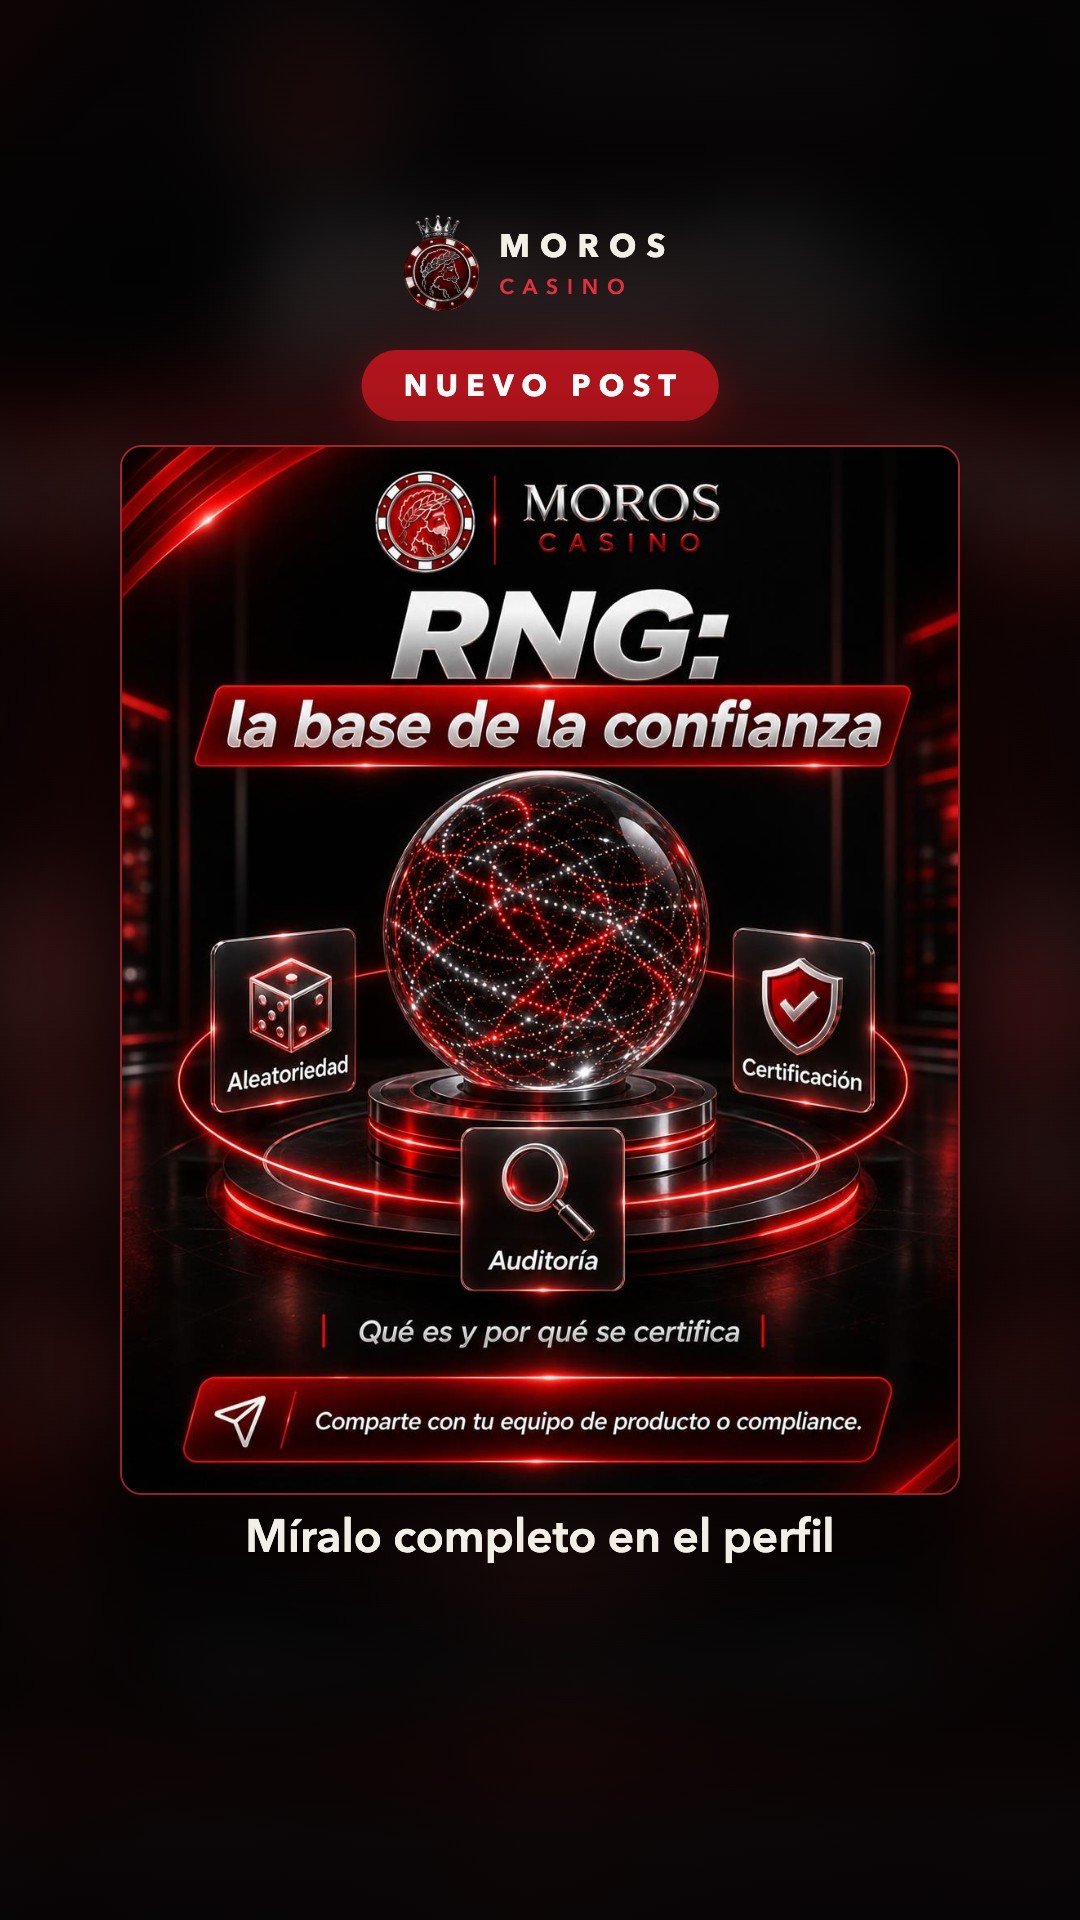 MOROS
CASINO
NUEVO POST
MOROS
CASINO
RNG:
la base de la confianza
Aleatoriedad
Certificación
Auditoría
Qué es y por qué se certifica
Comparte con tu equipo de producto o compliance.
Míralo completo en el perfil